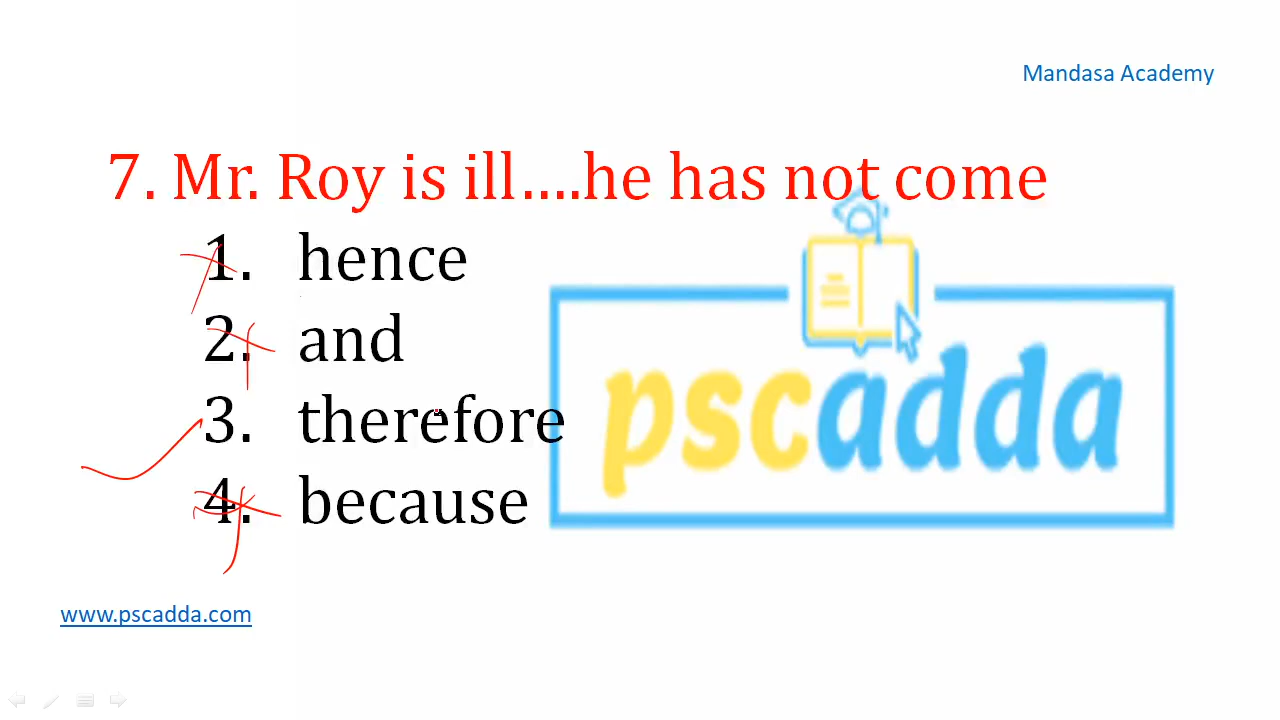 Mandasa Academy
7. Mr. Roy is ill....he has not come
1. hence
2. and
3. therefore
4. because
pscadda
www.pscadda.com